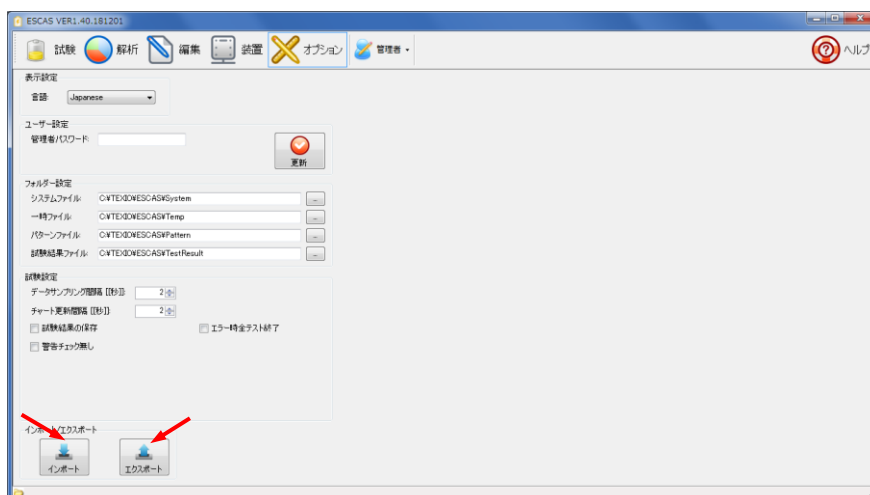 ESCAS VER1.40.181201
試験 解析 編集 装置 オプション 管理者 ヘルプ
表示設定
言語: Japanese
ユーザー設定
管理者パスワード:
更新
フォルダー設定
システムファイル: C:¥TEXIO¥ESCAS¥System ...
一時ファイル: C:¥TEXIO¥ESCAS¥Temp ...
パターンファイル: C:¥TEXIO¥ESCAS¥Pattern ...
試験結果ファイル: C:¥TEXIO¥ESCAS¥TestResult ...
試験設定
データサンプリング間隔 [[秒]]: 2
チャート更新間隔 [[秒]]: 2
試験結果の保存 エラー時全テスト終了
警告チェック無し
インポート/エクスポート
インポート エクスポート